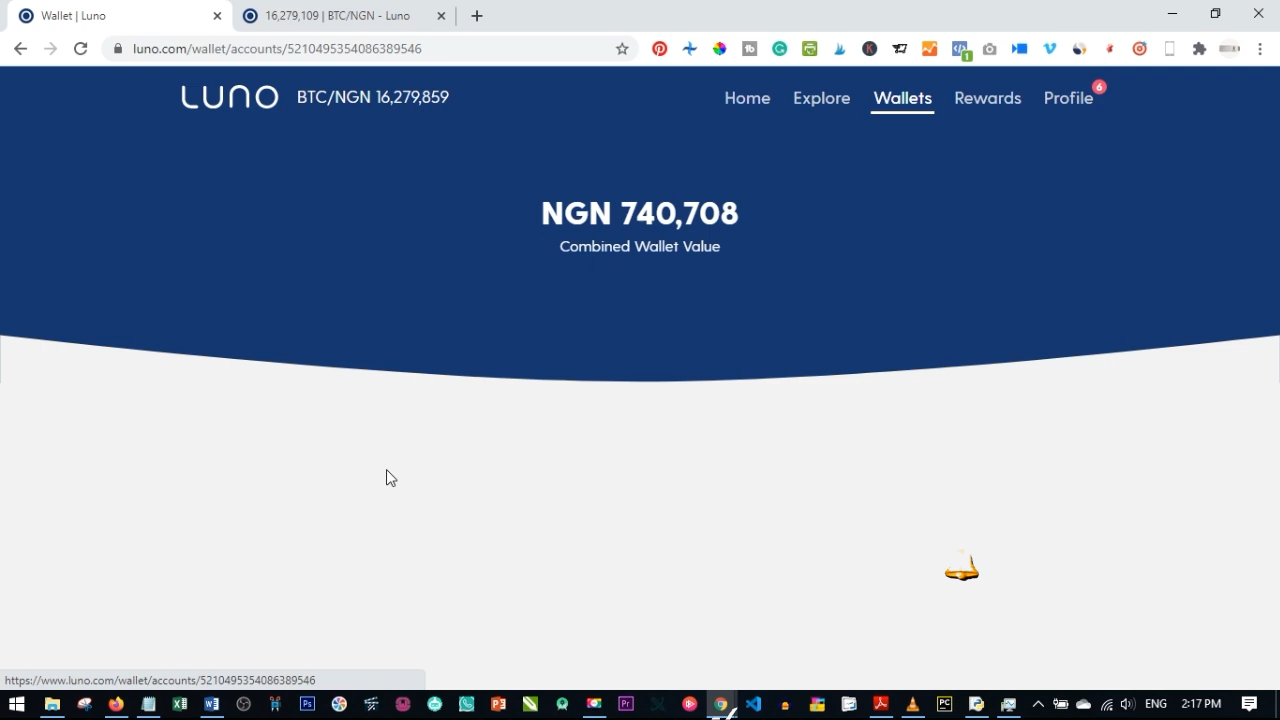 Wallet | Luno
16,279,109 | BTC/NGN - Luno
luno.com/wallet/accounts/5210495354086389546
LUNO
BTC/NGN 16,279,859
Home
Explore
Wallets
Rewards
Profile
6
NGN 740,708
Combined Wallet Value
https://www.luno.com/wallet/accounts/5210495354086389546
ENG
2:17 PM